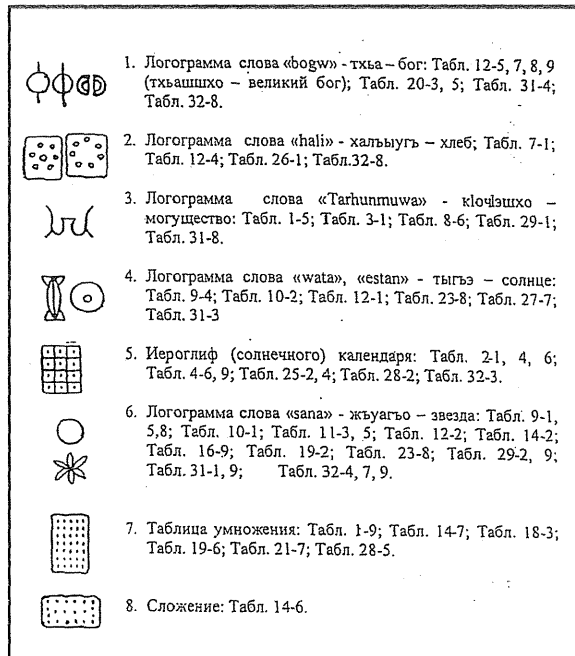 1. Логограмма слова «bogw» - тхьа – бог: Табл. 12-5, 7, 8, 9
(тхьашшхо – великий бог); Табл. 20-3, 5; Табл. 31-4;
Табл. 32-8.
2. Логограмма слова «hali» - халъыугъ – хлеб; Табл. 7-1;
Табл. 12-4; Табл. 26-1; Табл.32-8.
3. Логограмма слова «Tarhunmuwa» - кlочlэшхо –
могущество: Табл. 1-5; Табл. 3-1; Табл. 8-6; Табл. 29-1;
Табл. 31-8.
4. Логограмма слова «wata», «estan» - тыгъэ – солнце:
Табл. 9-4; Табл. 10-2; Табл. 12-1; Табл. 23-8; Табл. 27-7;
Табл. 31-3
5. Иероглиф (солнечного) календаря: Табл. 2-1, 4, 6;
Табл. 4-6, 9; Табл. 25-2, 4; Табл. 28-2; Табл. 32-3.
6. Логограмма слова «sana» - жъуагъо – звезда: Табл. 9-1,
5,8; Табл. 10-1; Табл. 11-3, 5; Табл. 12-2; Табл. 14-2;
Табл. 16-9; Табл. 19-2; Табл. 23-8; Табл. 29-2, 9;
Табл. 31-1, 9; Табл. 32-4, 7, 9.
7. Таблица умножения: Табл. 1-9; Табл. 14-7; Табл. 18-3;
Табл. 19-6; Табл. 21-7; Табл. 28-5.
8. Сложение: Табл. 14-6.